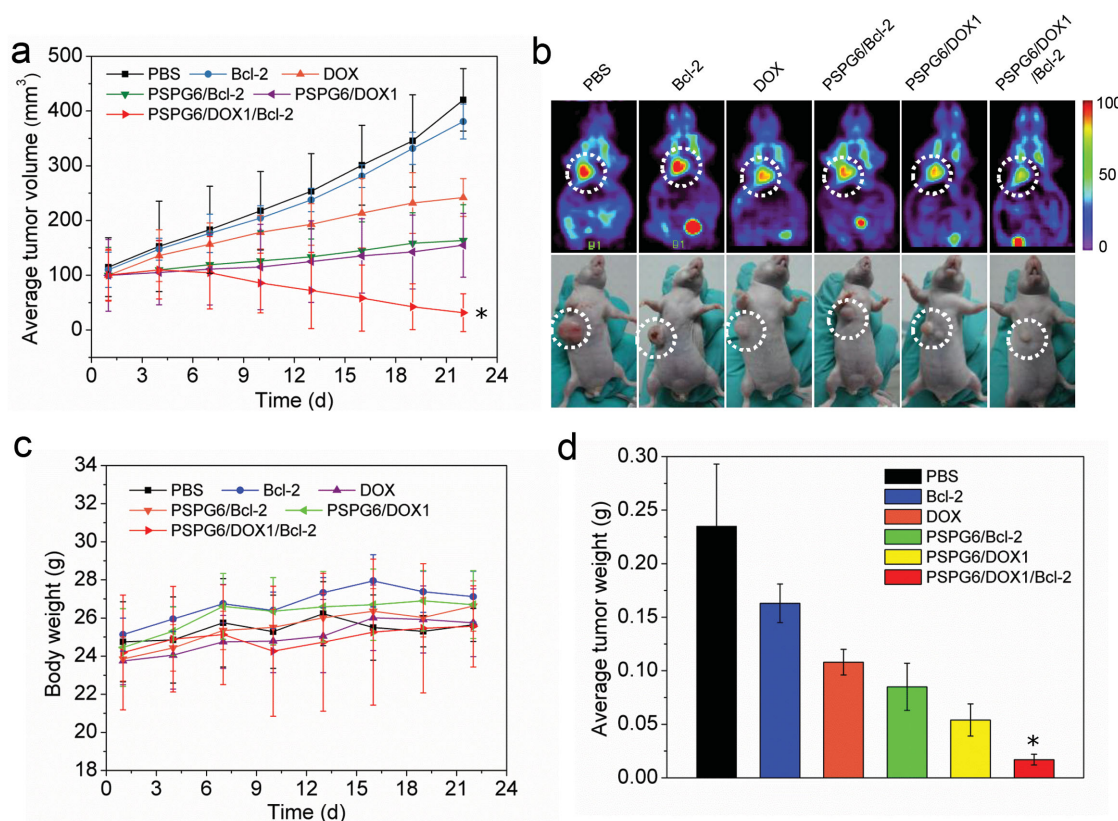 a
500
400
300
200
100
0
Average tumor volume (mm³)
PBS Bcl-2 DOX
PSPG6/Bcl-2 PSPG6/DOX1
PSPG6/DOX1/Bcl-2
*
0 3 6 9 12 15 18 21 24
Time (d)
b
PBS
Bcl-2
DOX
PSPG6/Bcl-2
PSPG6/DOX1
PSPG6/DOX1
/Bcl-2
100
50
0
c
34
32
30
28
26
24
22
20
18
Body weight (g)
PBS Bcl-2 DOX
PSPG6/Bcl-2 PSPG6/DOX1
PSPG6/DOX1/Bcl-2
0 3 6 9 12 15 18 21 24
Time (d)
d
0.30
0.25
0.20
0.15
0.10
0.05
0.00
Average tumor weight (g)
PBS
Bcl-2
DOX
PSPG6/Bcl-2
PSPG6/DOX1
PSPG6/DOX1/Bcl-2
*